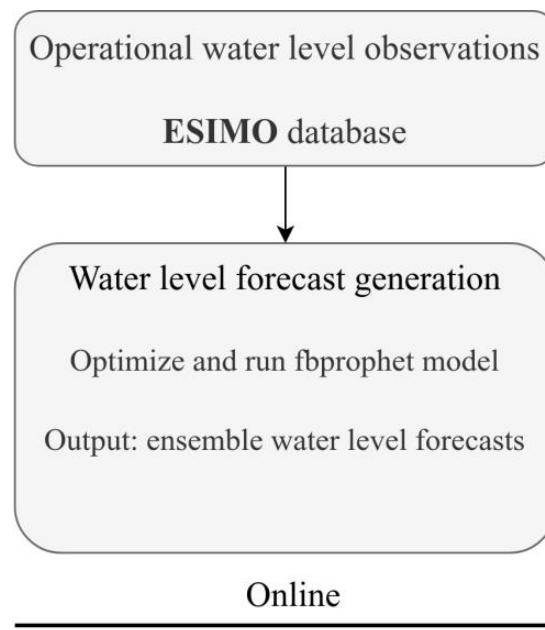 Operational water level observations
ESIMO database
Water level forecast generation
Optimize and run fbprophet model
Output: ensemble water level forecasts
Online